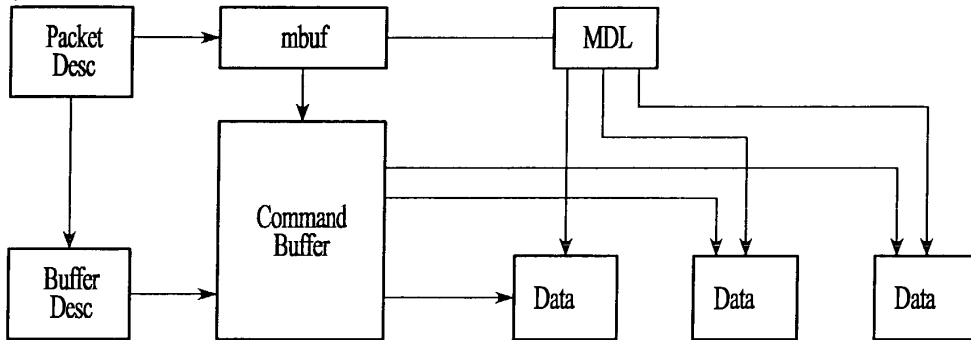 Packet
Desc
mbuf
MDL
Command
Buffer
Buffer
Desc
Data
Data
Data